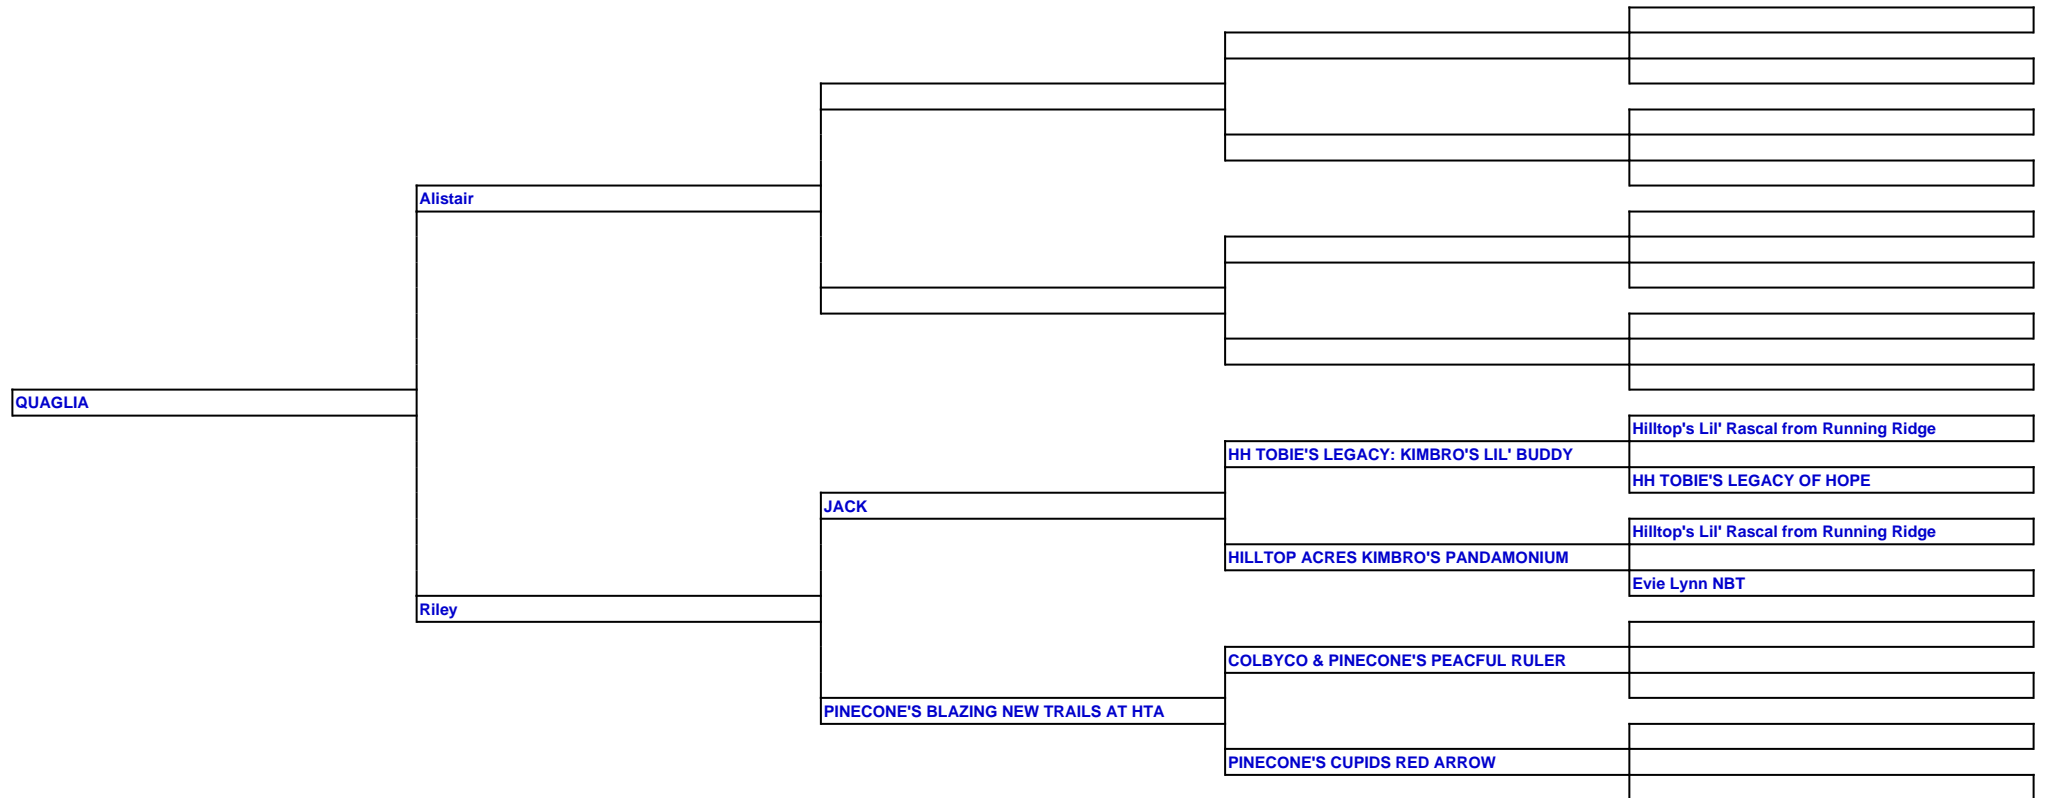 Alistair
QUAGLIA
Hilltop's Lil' Rascal from Running Ridge
HH TOBIE'S LEGACY: KIMBRO'S LIL' BUDDY
HH TOBIE'S LEGACY OF HOPE
JACK
Hilltop's Lil' Rascal from Running Ridge
HILLTOP ACRES KIMBRO'S PANDAMONIUM
Evie Lynn NBT
Riley
COLBYCO & PINECONE'S PEACFUL RULER
PINECONE'S BLAZING NEW TRAILS AT HTA
PINECONE'S CUPIDS RED ARROW